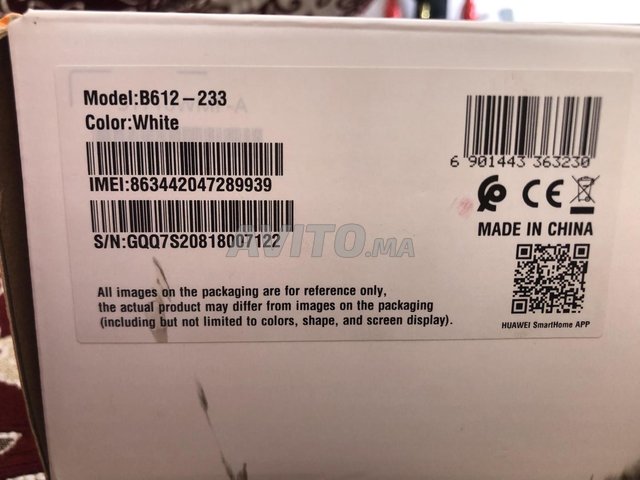 Model:B612-233
Color:White
IMEI:863442047289939
S/N:GQQ7S20818007122
6 901443 363230
CE
MADE IN CHINA
HUAWEI SmartHome APP
All images on the packaging are for reference only,
the actual product may differ from images on the packaging
(including but not limited to colors, shape, and screen display).
AVITO.MA